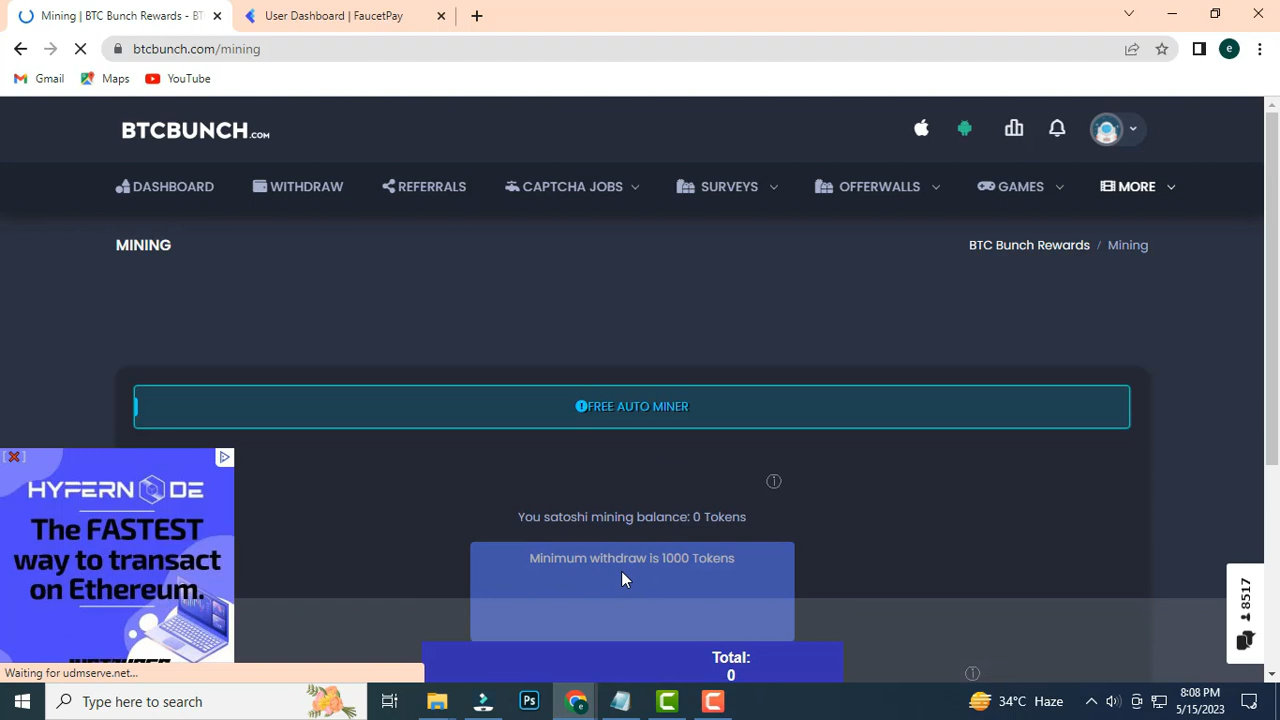 Mining | BTC Bunch Rewards - BT
User Dashboard | FaucetPay
btcbunch.com/mining
e
Gmail
Maps
YouTube
BTCBUNCH.COM
DASHBOARD
WITHDRAW
REFERRALS
CAPTCHA JOBS
SURVEYS
OFFERWALLS
GAMES
MORE
MINING
BTC Bunch Rewards / Mining
FREE AUTO MINER
HYPERNODE
The FASTEST
way to transact
on Ethereum.
You satoshi mining balance: 0 Tokens
Minimum withdraw is 1000 Tokens
Total:
0
8517
Waiting for udmserve.net...
Type here to search
Ps
34°C Haze
8:08 PM
5/15/2023